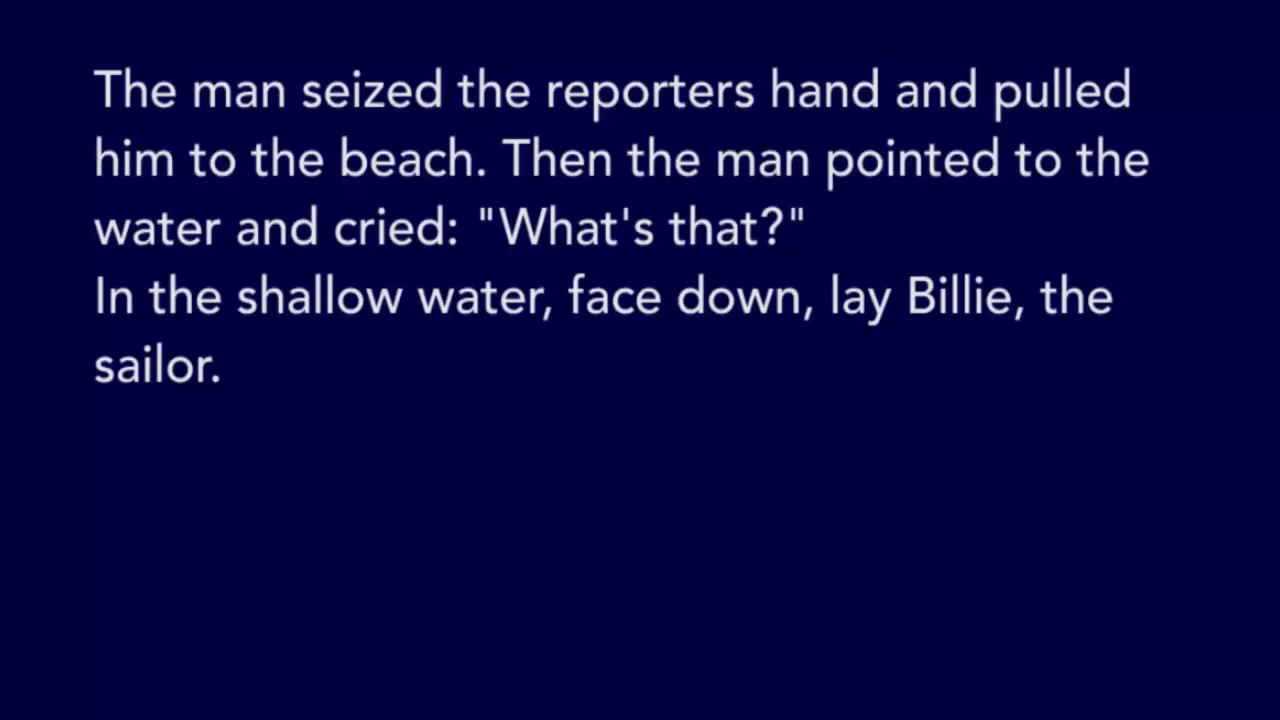 The man seized the reporters hand and pulled
him to the beach. Then the man pointed to the
water and cried: "What's that?"
In the shallow water, face down, lay Billie, the
sailor.